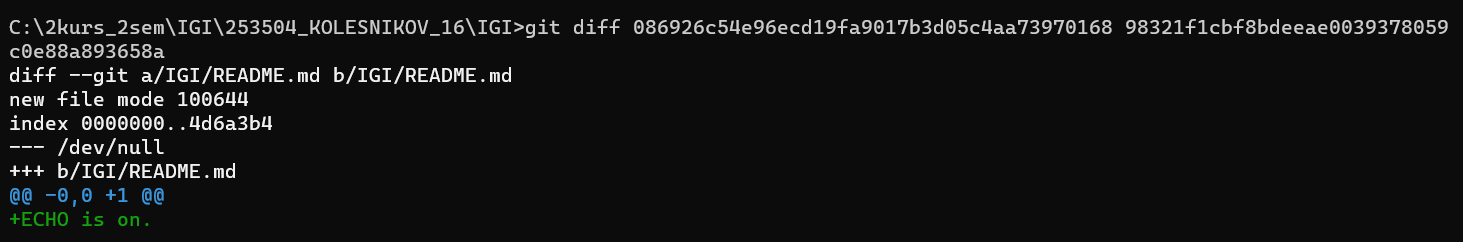 C:\2kurs_2sem\IGI\253504_KOLESNIKOV_16\IGI>git diff 086926c54e96ecd19fa9017b3d05c4aa73970168 98321f1cbf8bdeeae0039378059
c0e88a893658a
diff --git a/IGI/README.md b/IGI/README.md
new file mode 100644
index 0000000..4d6a3b4
--- /dev/null
+++ b/IGI/README.md
@@ -0,0 +1 @@
+ECHO is on.